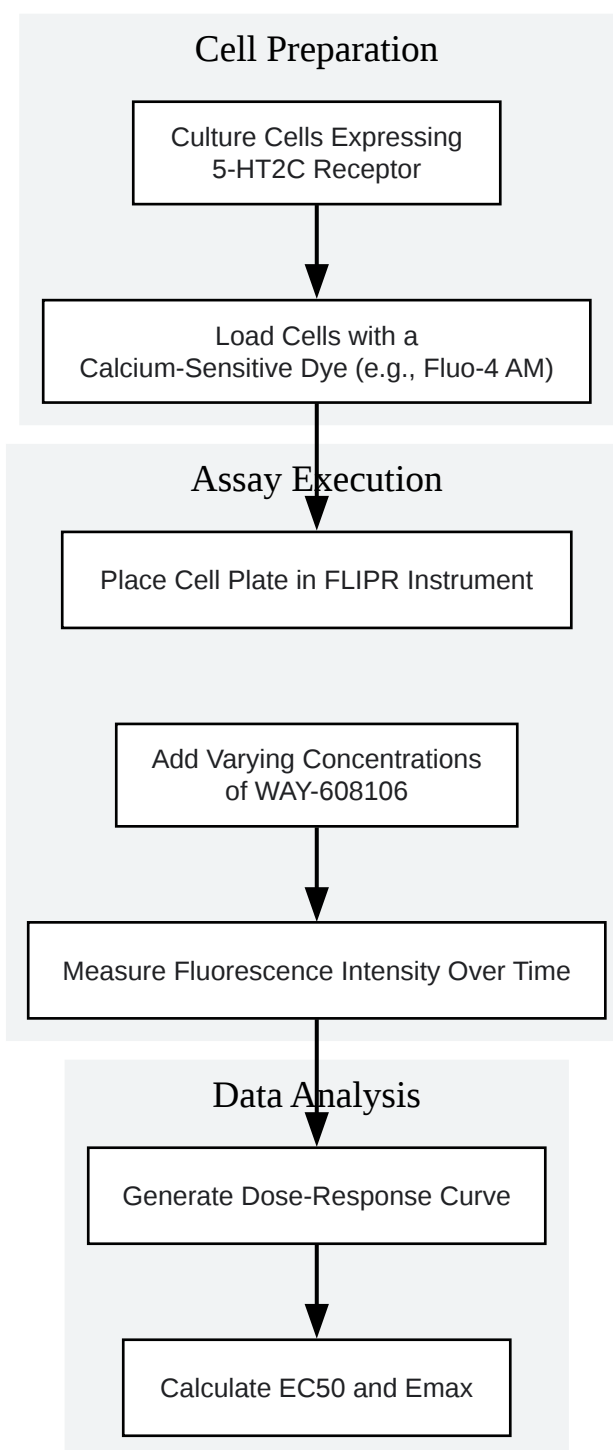 Cell Preparation
Culture Cells Expressing
5-HT2C Receptor
Load Cells with a
Calcium-Sensitive Dye (e.g., Fluo-4 AM)
Assay Execution
Place Cell Plate in FLIPR Instrument
Add Varying Concentrations
of WAY-608106
Measure Fluorescence Intensity Over Time
Data Analysis
Generate Dose-Response Curve
Calculate EC50 and Emax